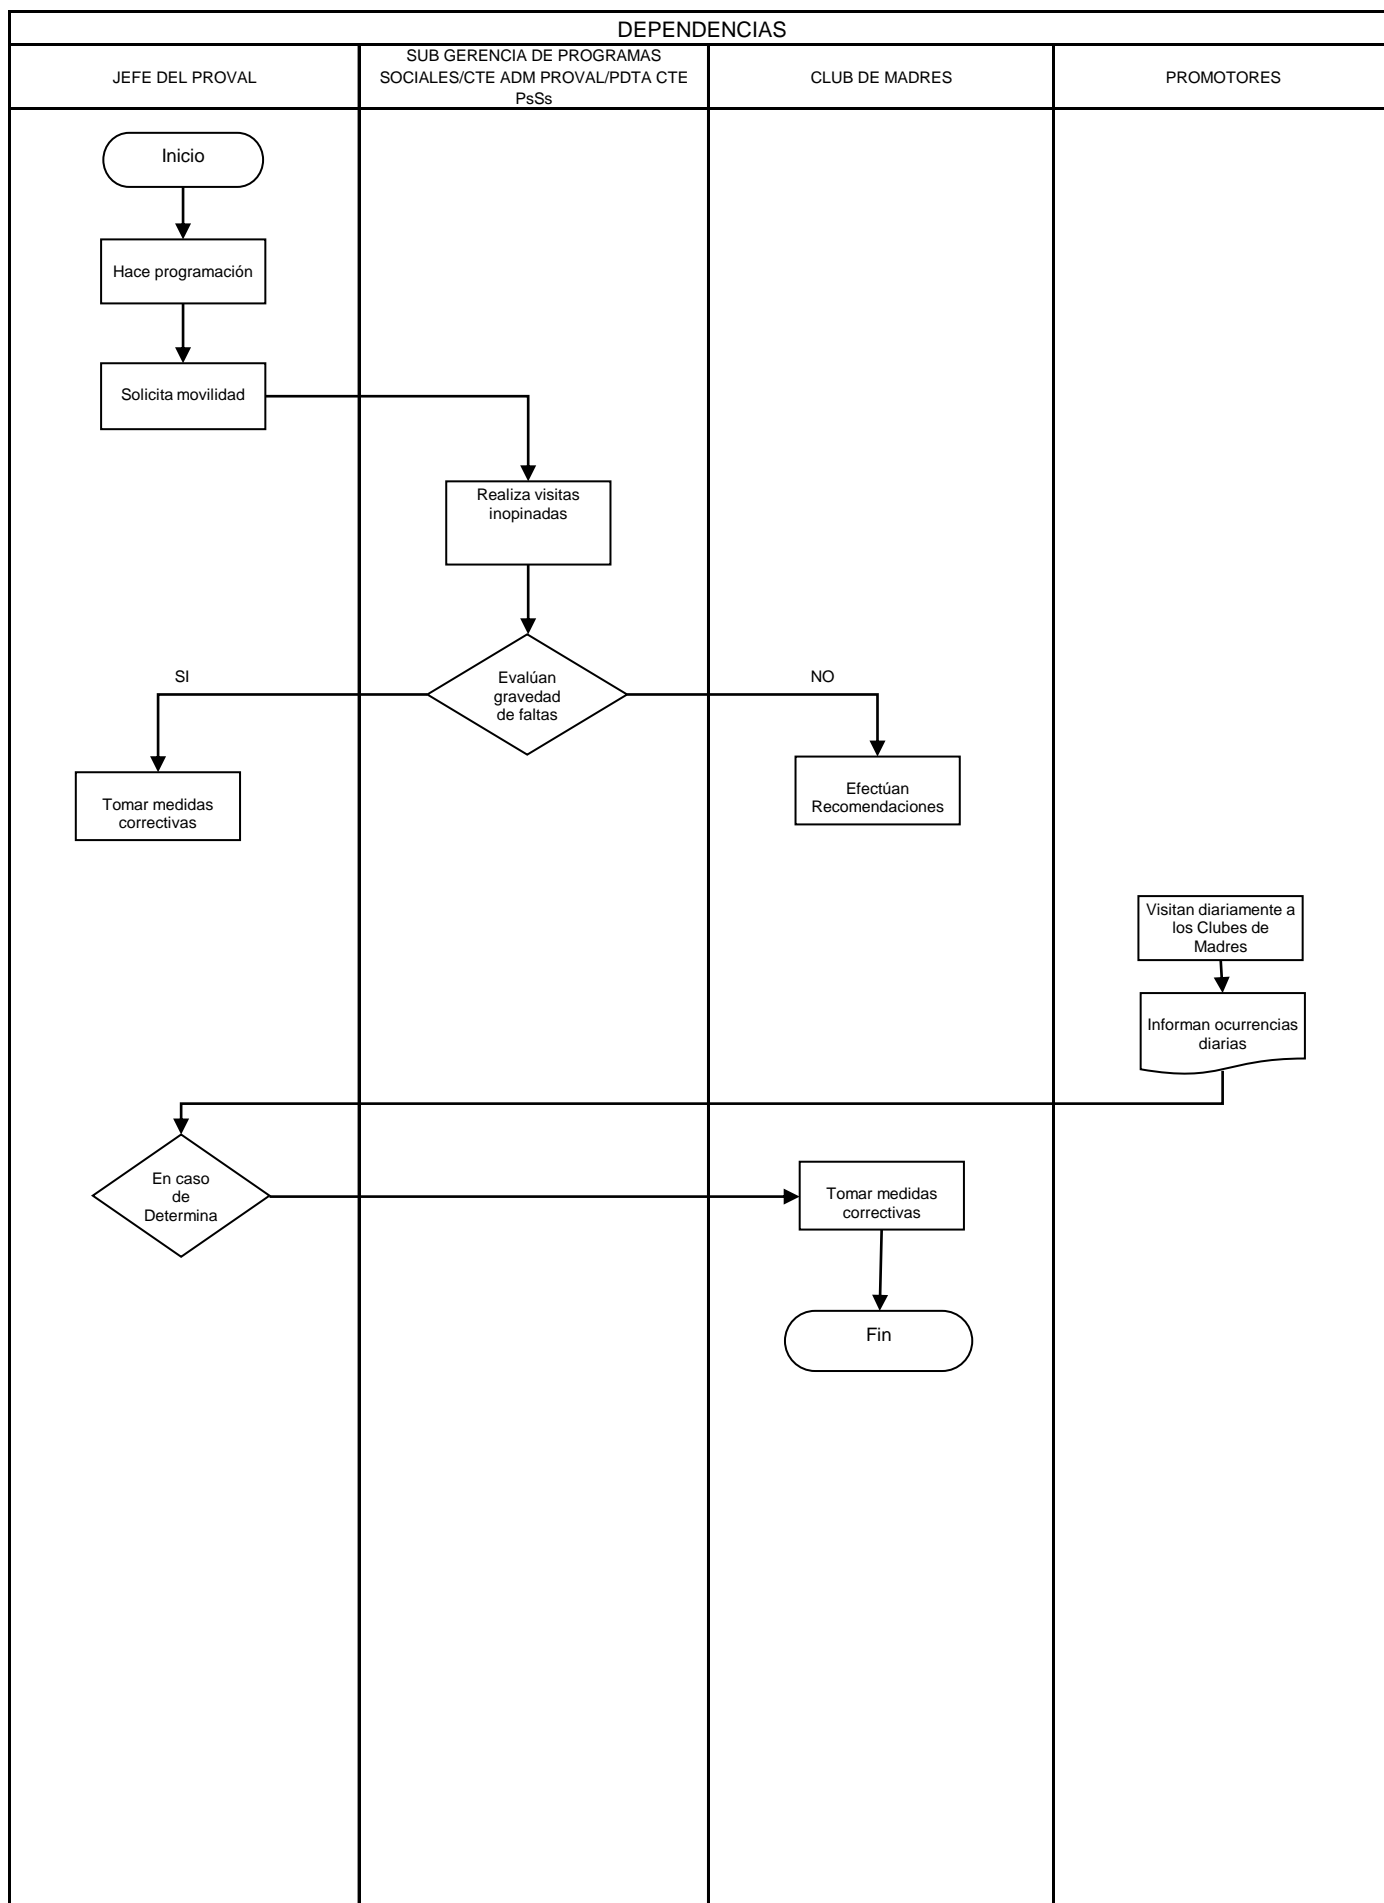 DEPENDENCIAS
JEFE DEL PROVAL
SUB GERENCIA DE PROGRAMAS
SOCIALES/CTE ADM PROVAL/PDTA CTE
PsSs
CLUB DE MADRES
PROMOTORES
Inicio
Hace programación
Solicita movilidad
Realiza visitas
inopinadas
Evalúan
gravedad
de faltas
SI
NO
Tomar medidas
correctivas
Efectúan
Recomendaciones
Visitan diariamente a
los Clubes de
Madres
Informan ocurrencias
diarias
En caso
de
Determina
Tomar medidas
correctivas
Fin